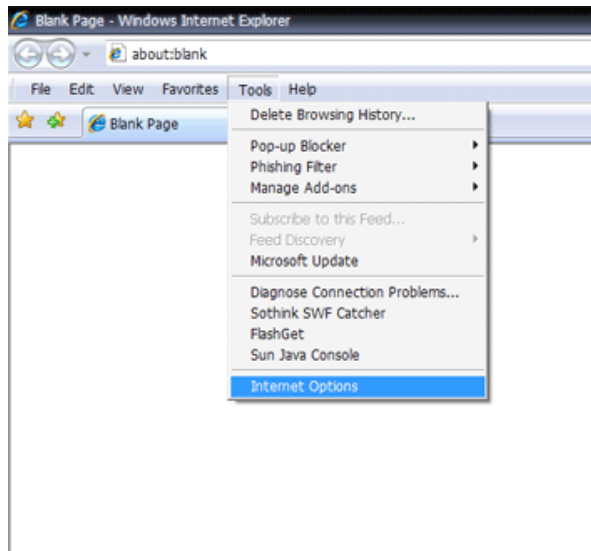 Blank Page - Windows Internet Explorer
about:blank
File Edit View Favorites Tools Help
Blank Page
Delete Browsing History...
Pop-up Blocker
Phishing Filter
Manage Add-ons
Subscribe to this Feed...
Feed Discovery
Microsoft Update
Diagnose Connection Problems...
Sothink SWF Catcher
FlashGet
Sun Java Console
Internet Options